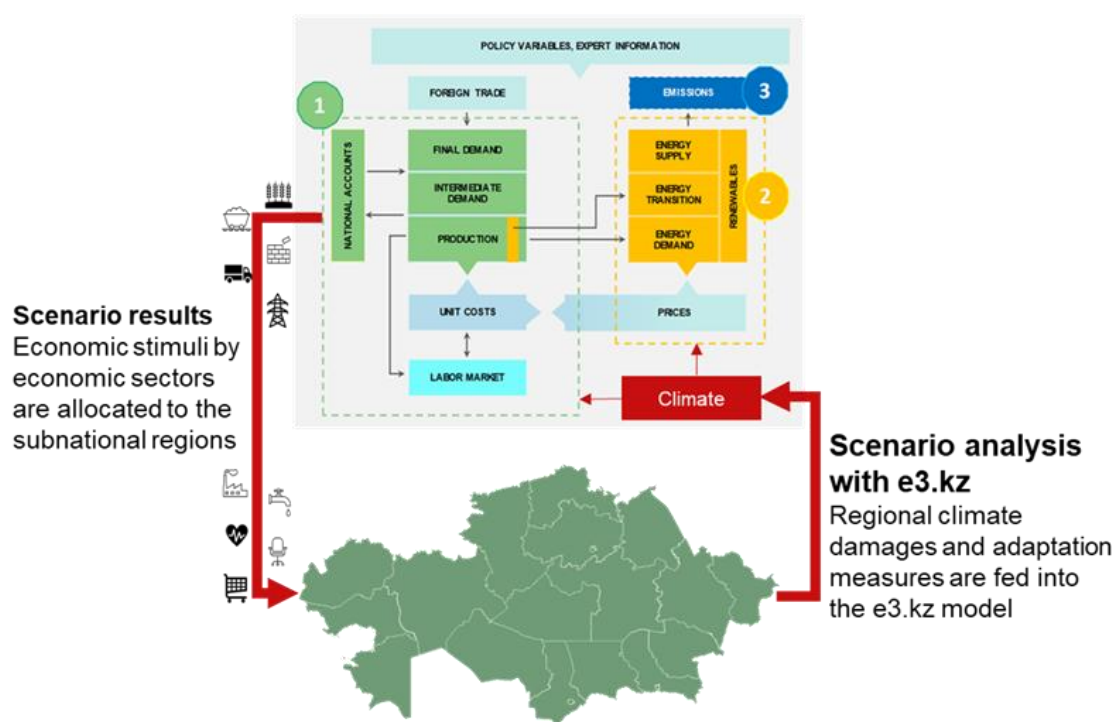 POLICY VARIABLES, EXPERT INFORMATION
FOREIGN TRADE
EMISSIONS
3
1
NATIONAL ACCOUNTS
FINAL DEMAND
INTERMEDIATE
DEMAND
PRODUCTION
ENERGY
SUPPLY
ENERGY
TRANSITION
ENERGY
DEMAND
RENEWABLES
2
UNIT COSTS
PRICES
LABOR MARKET
Climate
Scenario results
Economic stimuli by
economic sectors
are allocated to the
subnational regions
Scenario analysis
with e3.kz
Regional climate
damages and adaptation
measures are fed into
the e3.kz model